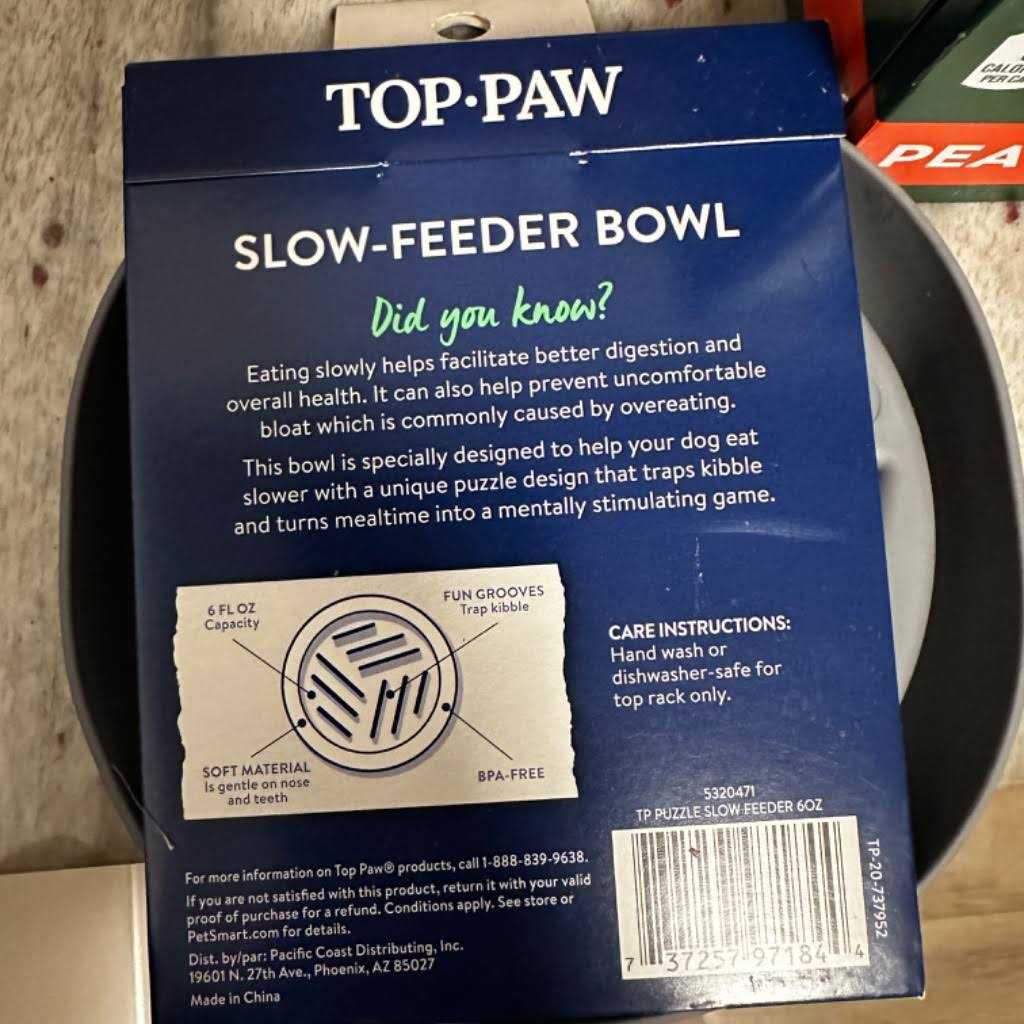 TOP·PAW
SLOW-FEEDER BOWL
Did you know?
Eating slowly helps facilitate better digestion and
overall health. It can also help prevent uncomfortable
bloat which is commonly caused by overeating.
This bowl is specially designed to help your dog eat
slower with a unique puzzle design that traps kibble
and turns mealtime into a mentally stimulating game.
6 FL OZ
Capacity
FUN GROOVES
Trap kibble
SOFT MATERIAL
Is gentle on nose
and teeth
BPA-FREE
CARE INSTRUCTIONS:
Hand wash or
dishwasher-safe for
top rack only.
5320471
TP PUZZLE SLOW FEEDER 6OZ
7 37257 97184 4
TP-20-737952
For more information on Top Paw® products, call 1-888-839-9638.
If you are not satisfied with this product, return it with your valid
proof of purchase for a refund. Conditions apply. See store or
PetSmart.com for details.
Dist. by/par: Pacific Coast Distributing, Inc.
19601 N. 27th Ave., Phoenix, AZ 85027
Made in China
PEA
PER CA